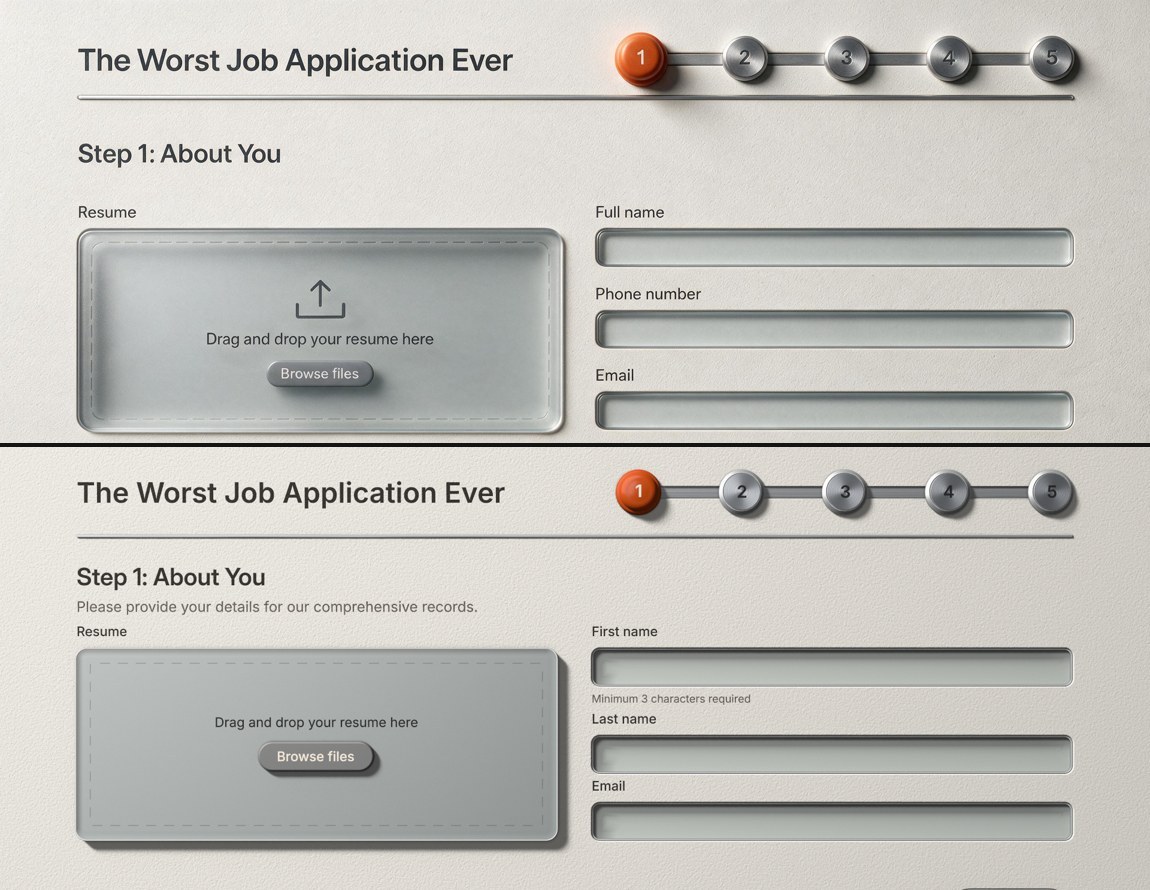 The Worst Job Application Ever
1 2 3 4 5
Step 1: About You
Resume
Drag and drop your resume here
Browse files
Full name
Phone number
Email
The Worst Job Application Ever
1 2 3 4 5
Step 1: About You
Please provide your details for our comprehensive records.
Resume
Drag and drop your resume here
Browse files
First name
Minimum 3 characters required
Last name
Email